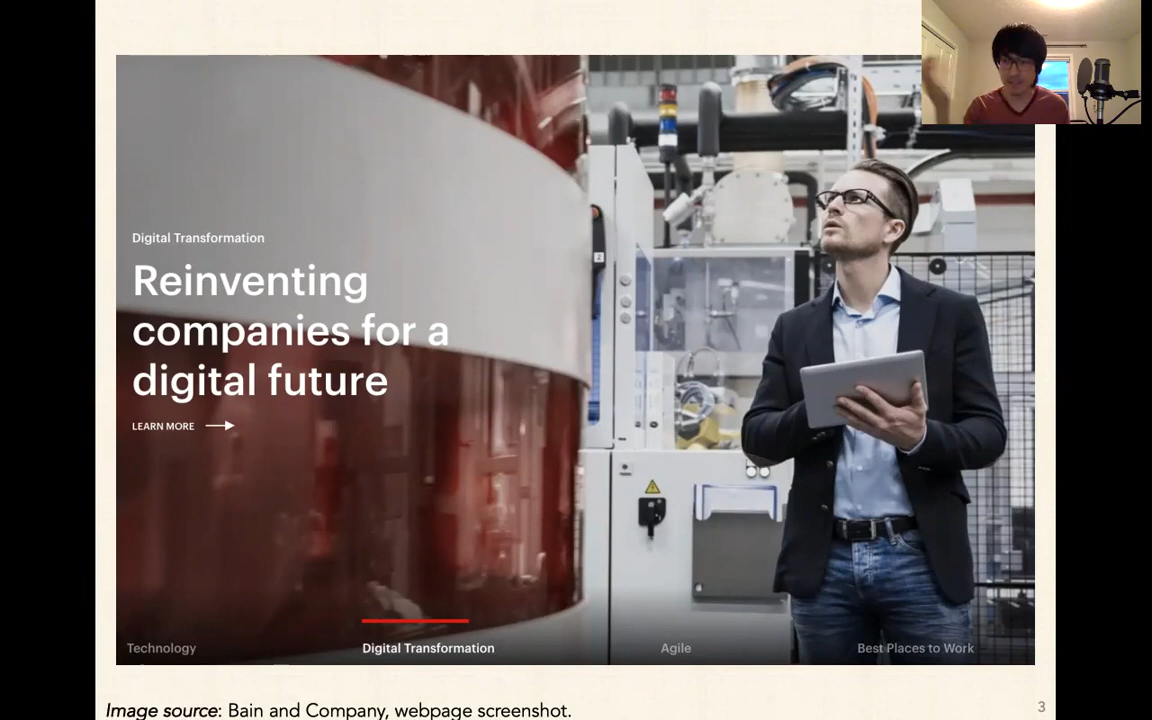 Digital Transformation
Reinventing
companies for a
digital future
LEARN MORE
Technology
Digital Transformation
Agile
Best Places to Work
Image source: Bain and Company, webpage screenshot.
3